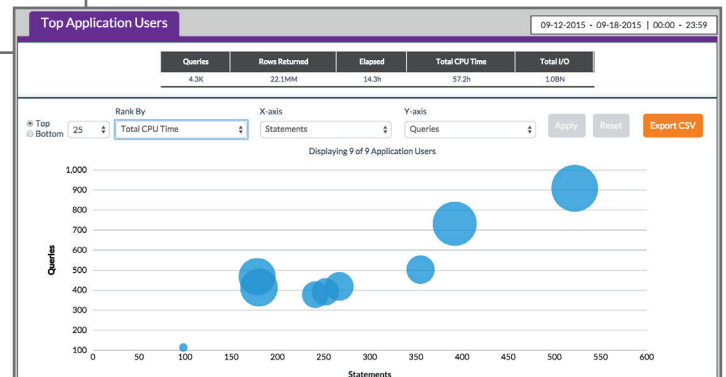 Top Application Users
09-12-2015 - 09-18-2015 | 00:00 - 23:59
Queries Rows Returned Elapsed Total CPU Time Total I/O
4.3K 22.1MM 14.3h 57.2h 1.0BN
Rank By X-axis Y-axis
Top
Bottom 25 Total CPU Time Statements Queries Apply Reset Export CSV
Displaying 9 of 9 Application Users
1,000
900
800
700
600
500
400
300
200
100
Queries
0 50 100 150 200 250 300 350 400 450 500 550 600
Statements